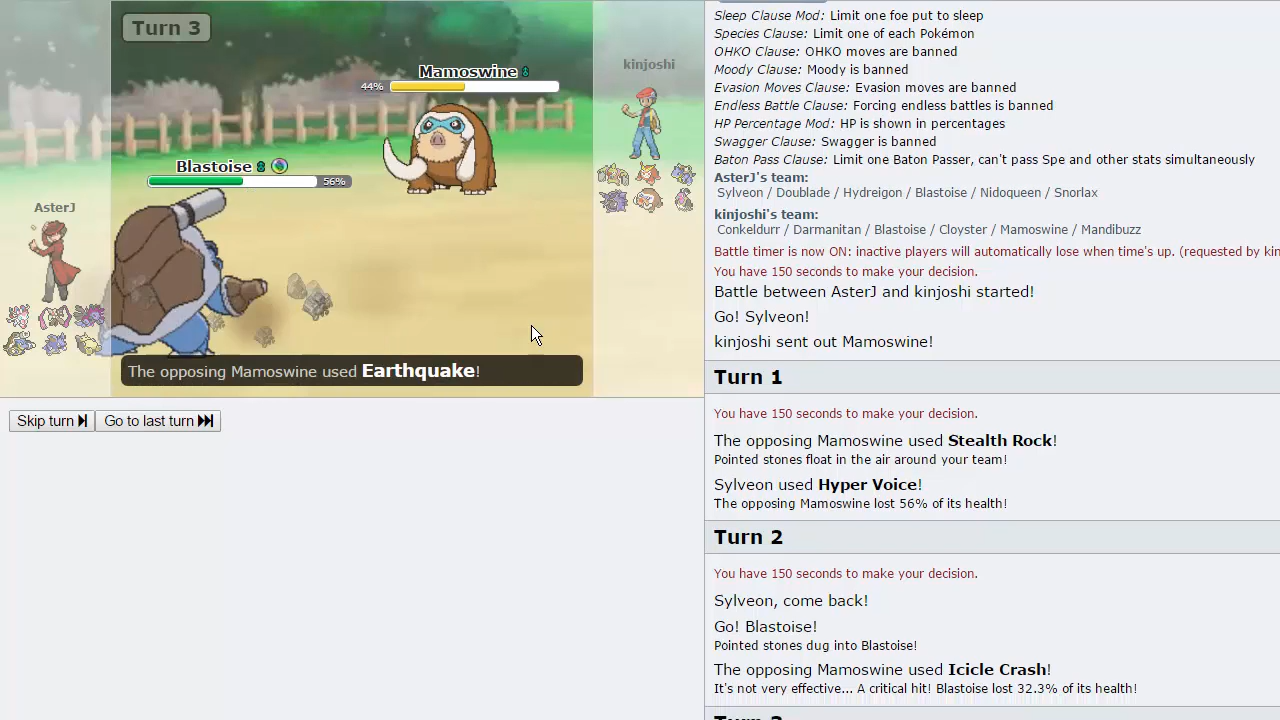 Turn 3
Mamoswine
44%
kinjoshi
Blastoise
56%
AsterJ
The opposing Mamoswine used Earthquake!
Skip turn
Go to last turn
Sleep Clause Mod: Limit one foe put to sleep
Species Clause: Limit one of each Pokémon
OHKO Clause: OHKO moves are banned
Moody Clause: Moody is banned
Evasion Moves Clause: Evasion moves are banned
Endless Battle Clause: Forcing endless battles is banned
HP Percentage Mod: HP is shown in percentages
Swagger Clause: Swagger is banned
Baton Pass Clause: Limit one Baton Passer, can't pass Spe and other stats simultaneously
AsterJ's team:
Sylveon / Doublade / Hydreigon / Blastoise / Nidoqueen / Snorlax
kinjoshi's team:
Conkeldurr / Darmanitan / Blastoise / Cloyster / Mamoswine / Mandibuzz
Battle timer is now ON: inactive players will automatically lose when time's up. (requested by kin
You have 150 seconds to make your decision.
Battle between AsterJ and kinjoshi started!
Go! Sylveon!
kinjoshi sent out Mamoswine!
Turn 1
You have 150 seconds to make your decision.
The opposing Mamoswine used Stealth Rock!
Pointed stones float in the air around your team!
Sylveon used Hyper Voice!
The opposing Mamoswine lost 56% of its health!
Turn 2
You have 150 seconds to make your decision.
Sylveon, come back!
Go! Blastoise!
Pointed stones dug into Blastoise!
The opposing Mamoswine used Icicle Crash!
It's not very effective... A critical hit! Blastoise lost 32.3% of its health!
Turn 3